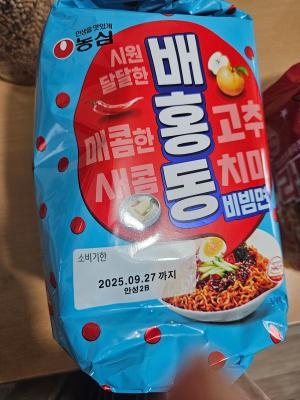 인생을 맛있게
농심
시원
달달한
배홍동
매콤한
고추
새콤
치미
비빔면
소비기한
2025.09.27 까지
안성2B